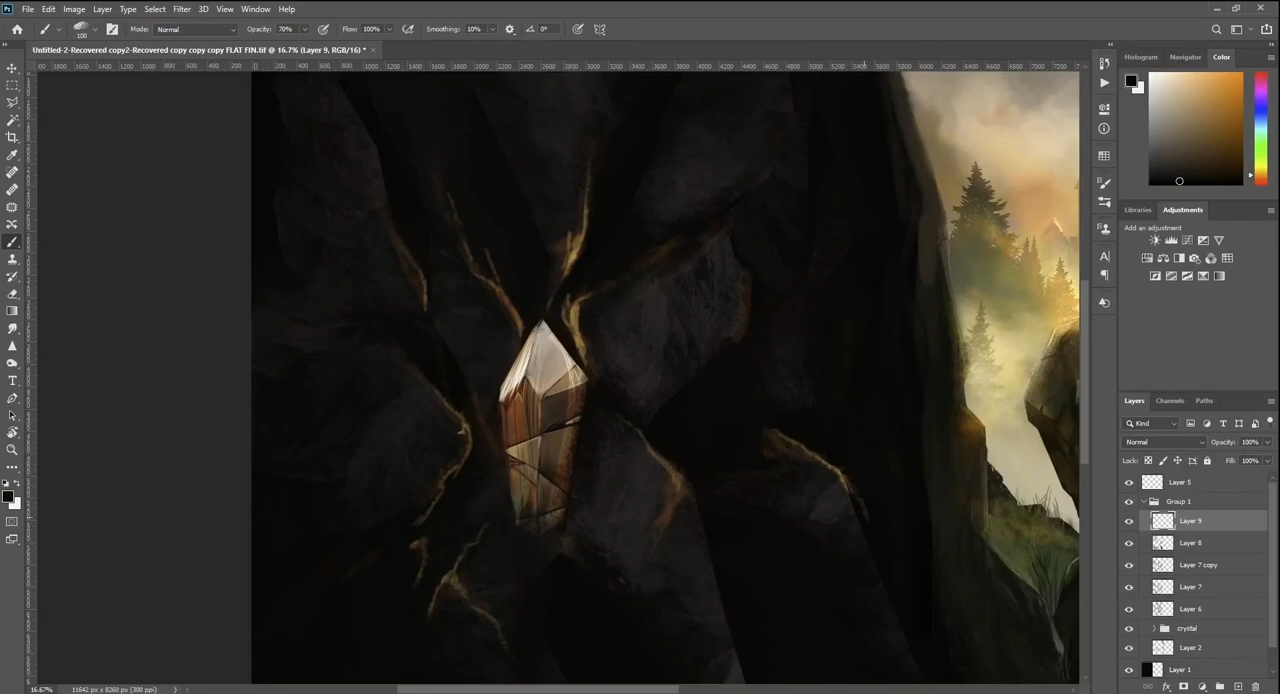 Ps File Edit Image Layer Type Select Filter 3D View Window Help
100 Mode: Normal Opacity: 70% Flow: 100% Smoothing: 10% 0°
Untitled-2-Recovered copy2-Recovered copy copy copy FLAT FIN.tif @ 16.7% (Layer 9, RGB/16) *
Histogram Navigator Color
Libraries Adjustments
Add an adjustment
Layers Channels Paths
Kind
Normal Opacity: 100%
Lock: Fill: 100%
Layer 5
Group 1
Layer 9
Layer 8
Layer 7 copy
Layer 7
Layer 6
crystal
Layer 2
Layer 1
16.67% 11642 px x 8260 px (300 ppi)